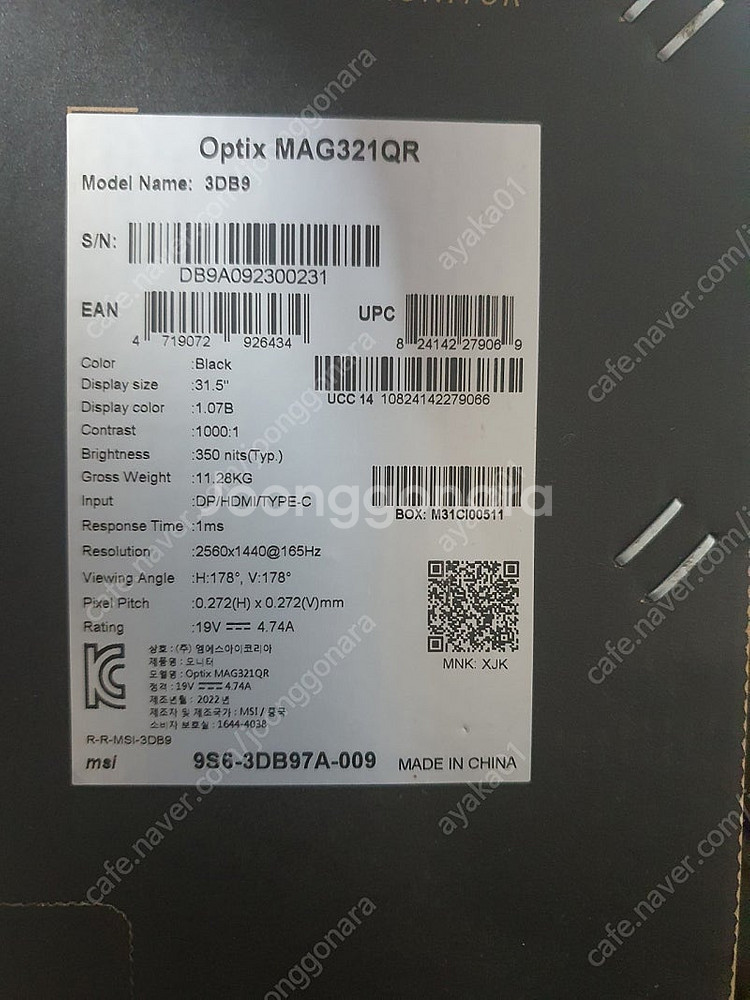 Optix MAG321QR
Model Name: 3DB9
S/N:
DB9A092300231
EAN
4 719072 926434
UPC
8 24142 27906 9
Color :Black
UCC 14 10824142279066
Display size :31.5"
Display color :1.07B
Contrast :1000:1
Brightness :350 nits(Typ.)
Gross Weight :11.28KG
Input :DP/HDMI/TYPE-C
BOX: M31CI00511
Response Time :1ms
Resolution :2560x1440@165Hz
Viewing Angle :H:178°, V:178°
Pixel Pitch :0.272(H) x 0.272(V)mm
Rating :19V 4.74A
MNK: XJK
상호 : (주) 엠에스아이코리아
제품명 : 모니터
모델명 : Optix MAG321QR
정격 : 19V 4.74A
제조년월 : 2022년
제조자 및 제조국가 : MSI / 중국
소비자 보호실 : 1644-4038
R-R-MSI-3DB9
msi 9S6-3DB97A-009 MADE IN CHINA
Joonggonara
cafe.naver.com/joonggonara
ayaka01